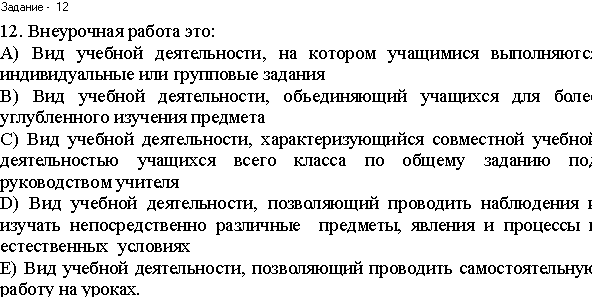 Задание - 12
12. Внеурочная работа это:
A) Вид учебной деятельности, на котором учащимися выполняются
индивидуальные или групповые задания
B) Вид учебной деятельности, объединяющий учащихся для более
углубленного изучения предмета
C) Вид учебной деятельности, характеризующийся совместной учебной
деятельностью учащихся всего класса по общему заданию под
руководством учителя
D) Вид учебной деятельности, позволяющий проводить наблюдения и
изучать непосредственно различные предметы, явления и процессы в
естественных условиях
E) Вид учебной деятельности, позволяющий проводить самостоятельную
работу на уроках.